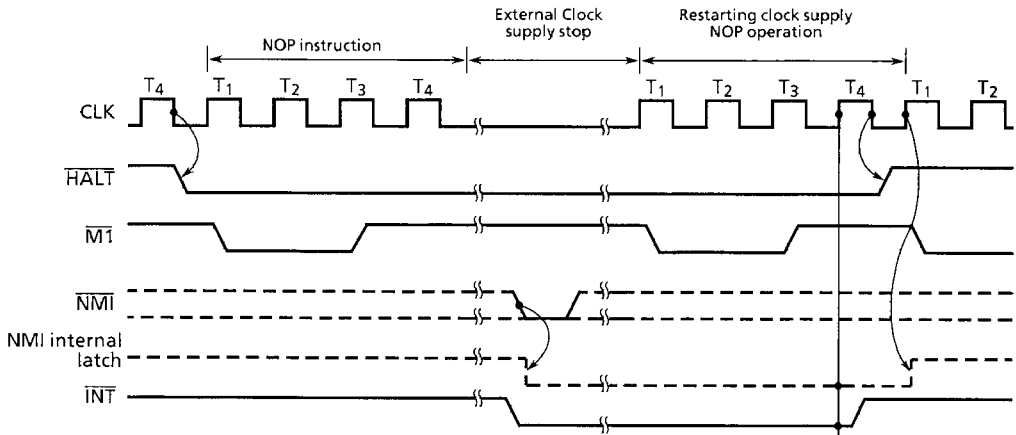 External Clock
supply stop
Restarting clock supply
NOP operation
NOP instruction
T4 T1 T2 T3 T4 T1 T2 T3 T4 T1 T2
CLK
HALT
M1
NMI
NMI internal
latch
INT